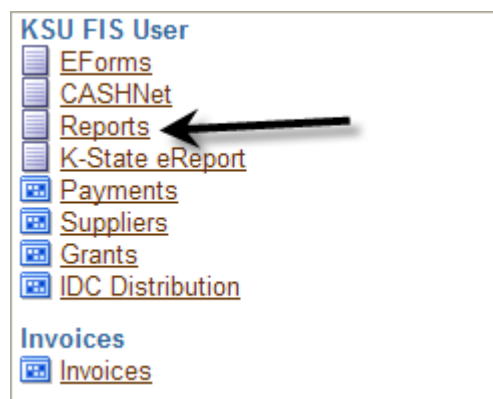 KSU FIS User
EForms
CASHNet
Reports
K-State eReport
Payments
Suppliers
Grants
IDC Distribution
Invoices
Invoices